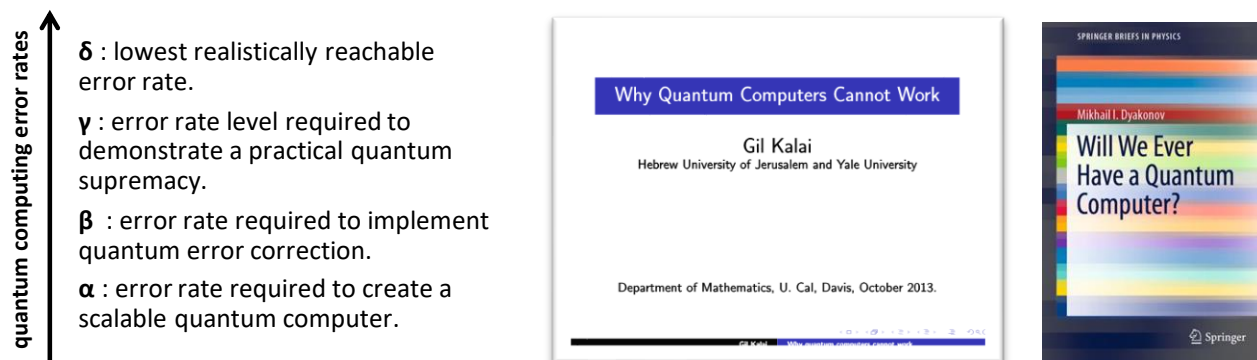 quantum computing error rates
δ : lowest realistically reachable
error rate.
γ : error rate level required to
demonstrate a practical quantum
supremacy.
β : error rate required to implement
quantum error correction.
α : error rate required to create a
scalable quantum computer.
Why Quantum Computers Cannot Work
Gil Kalai
Hebrew University of Jerusalem and Yale University
Department of Mathematics, U. Cal, Davis, October 2013.
Gil Kalai Why quantum computers cannot work
SPRINGER BRIEFS IN PHYSICS
Mikhail I. Dyakonov
Will We Ever
Have a Quantum
Computer?
Springer